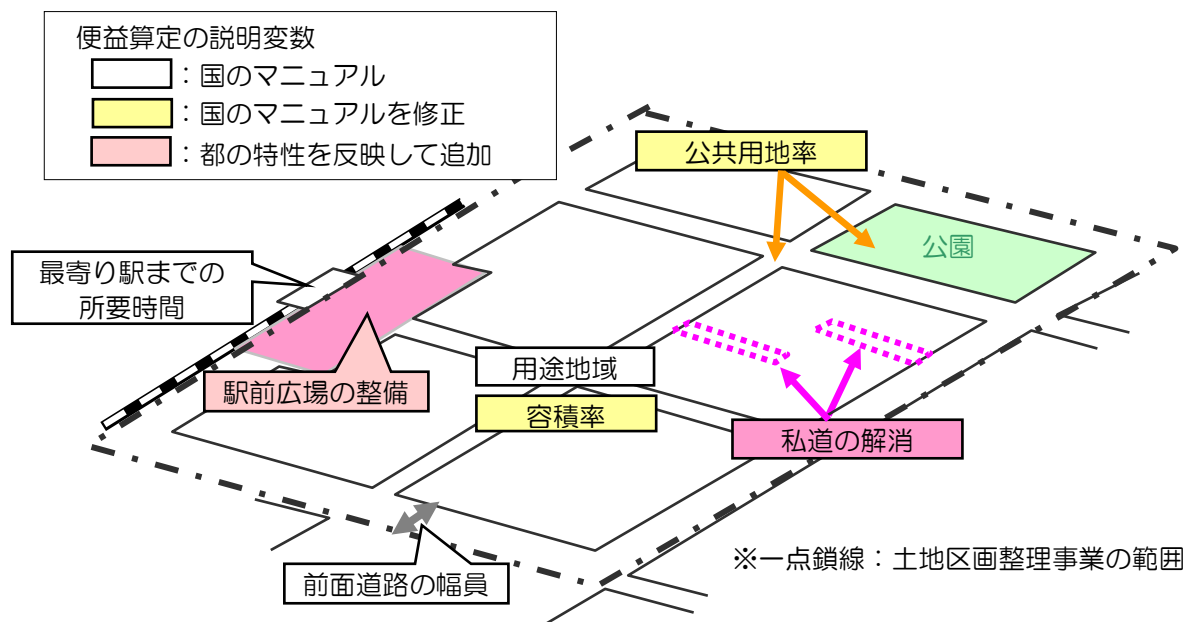 便益算定の説明変数
：国のマニュアル
：国のマニュアルを修正
：都の特性を反映して追加
公共用地率
公園
最寄り駅までの
所要時間
用途地域
駅前広場の整備
容積率
私道の解消
※一点鎖線：土地区画整理事業の範囲
前面道路の幅員